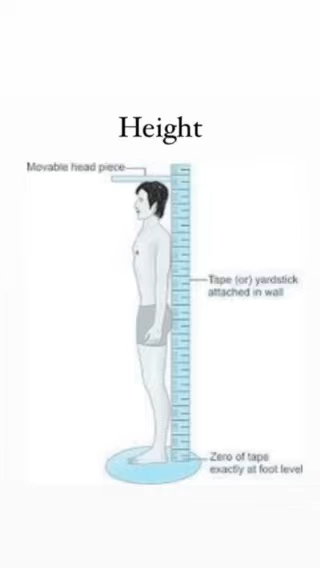 Height
Movable head piece
Tape (or) yardstick
attached in wall
Zero of tape
exactly at foot level